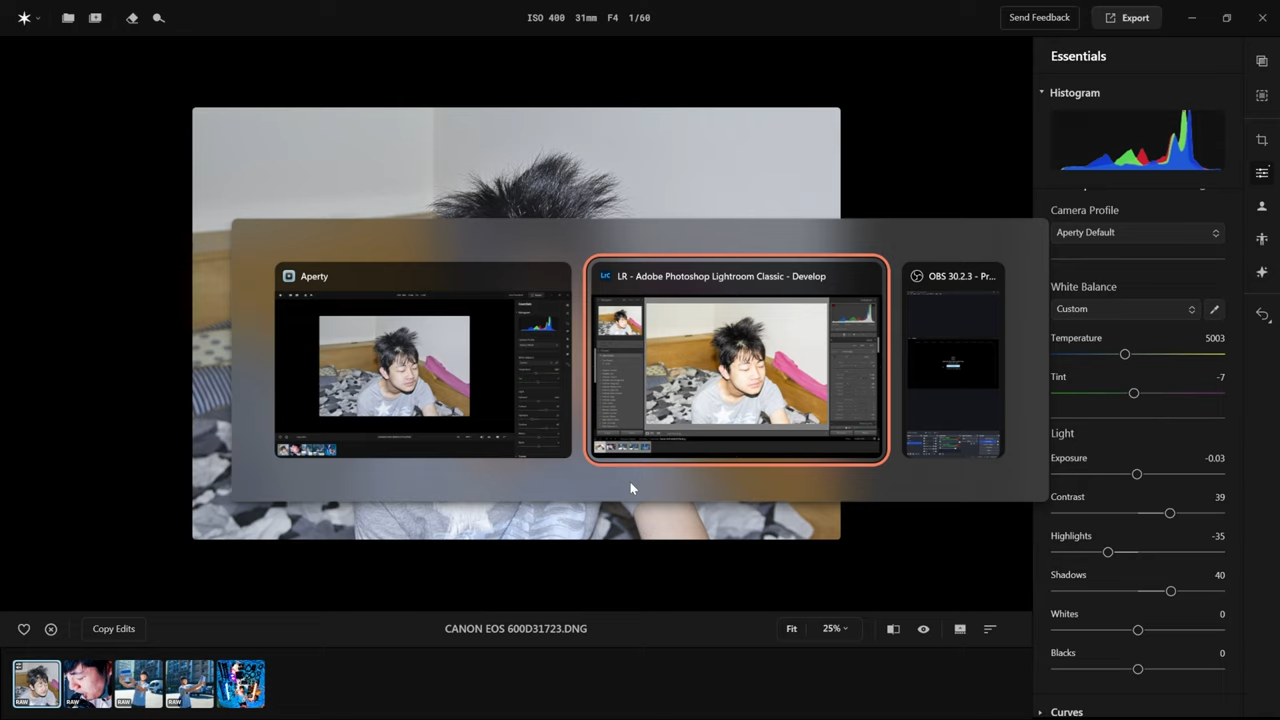 ISO 400 31mm F4 1/60
Send Feedback
Export
Essentials
Histogram
Camera Profile
Aperty Default
White Balance
Custom
Temperature 5003
Tint -7
Light
Exposure -0.03
Contrast 39
Highlights -35
Shadows 40
Whites 0
Blacks 0
Curves
Aperty
LrC LR - Adobe Photoshop Lightroom Classic - Develop
OBS 30.2.3 - Pr...
Copy Edits
CANON EOS 600D31723.DNG
Fit 25%
RAW
RAW
RAW
RAW